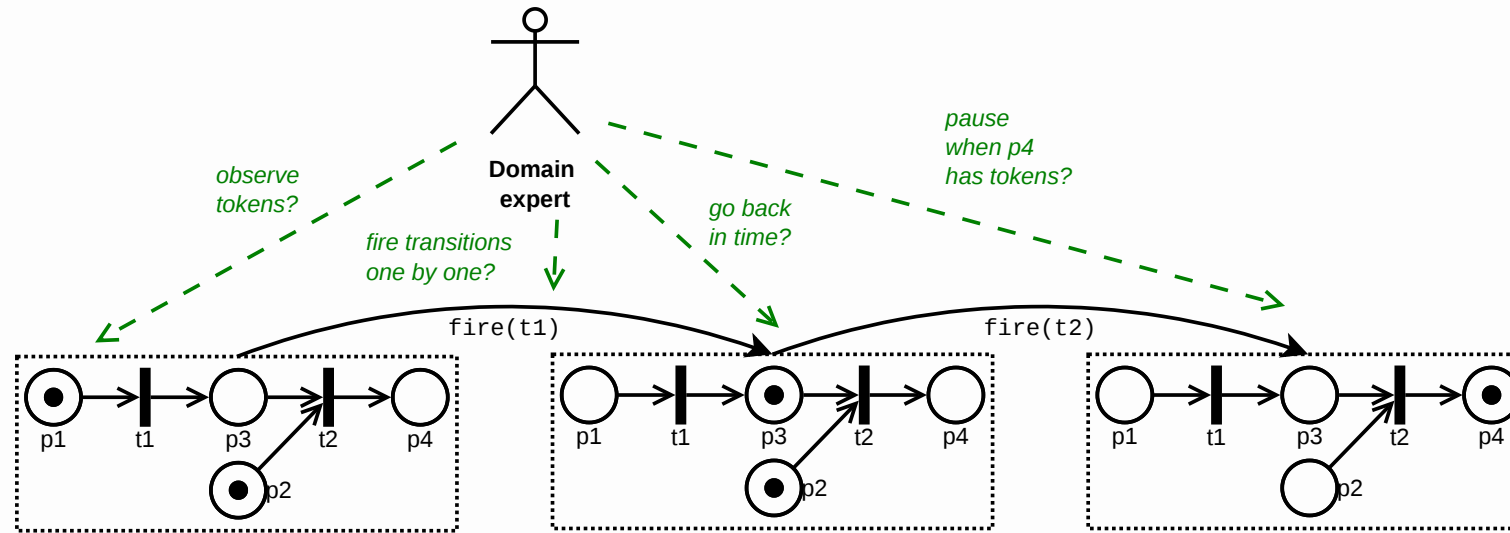 pause
when p4
has tokens?
Domain
expert
observe
tokens?
go back
in time?
fire transitions
one by one?
fire(t1)
fire(t2)
p1
t1
p3
t2
p4
p2
p1
t1
p3
t2
p4
p2
p1
t1
p3
t2
p4
p2